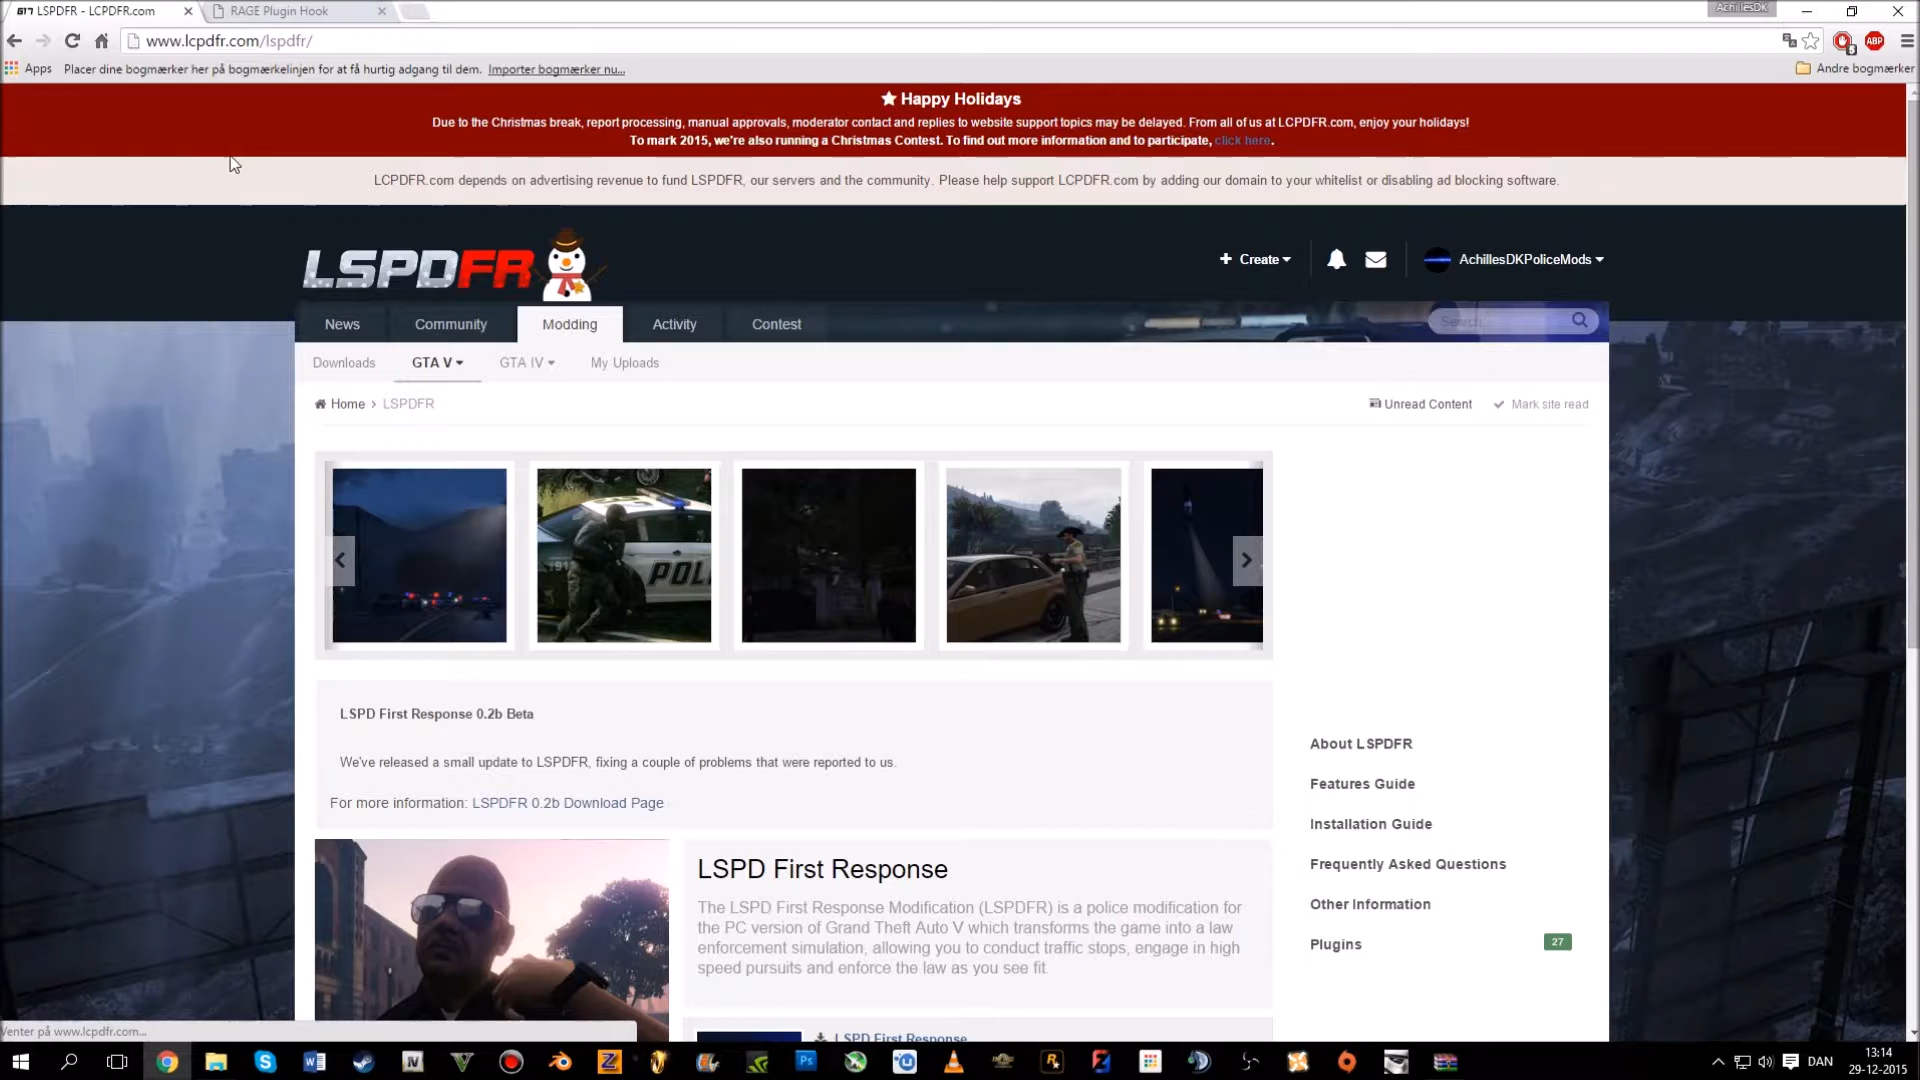 LSPDFR - LCPDFR.com
RAGE Plugin Hook
AchillesDK
www.lcpdfr.com/lspdfr/
ABP
Apps
Placer dine bogmærker her på bogmærkelinjen for at få hurtig adgang til dem. Importer bogmærker nu...
Andre bogmærker
Happy Holidays
Due to the Christmas break, report processing, manual approvals, moderator contact and replies to website support topics may be delayed. From all of us at LCPDFR.com, enjoy your holidays!
To mark 2015, we're also running a Christmas Contest. To find out more information and to participate, click here.
LCPDFR.com depends on advertising revenue to fund LSPDFR, our servers and the community. Please help support LCPDFR.com by adding our domain to your whitelist or disabling ad blocking software.
LSPDFR
Create
AchillesDKPoliceMods
News
Community
Modding
Activity
Contest
Search...
Downloads
GTA V
GTA IV
My Uploads
Home > LSPDFR
Unread Content
Mark site read
POL
LSPD First Response 0.2b Beta
We've released a small update to LSPDFR, fixing a couple of problems that were reported to us.
For more information: LSPDFR 0.2b Download Page
About LSPDFR
Features Guide
Installation Guide
Frequently Asked Questions
Other Information
Plugins
27
LSPD First Response
The LSPD First Response Modification (LSPDFR) is a police modification for
the PC version of Grand Theft Auto V which transforms the game into a law
enforcement simulation, allowing you to conduct traffic stops, engage in high
speed pursuits and enforce the law as you see fit.
LSPD First Response
Venter på www.lcpdfr.com...
DAN
13:14
29-12-2015